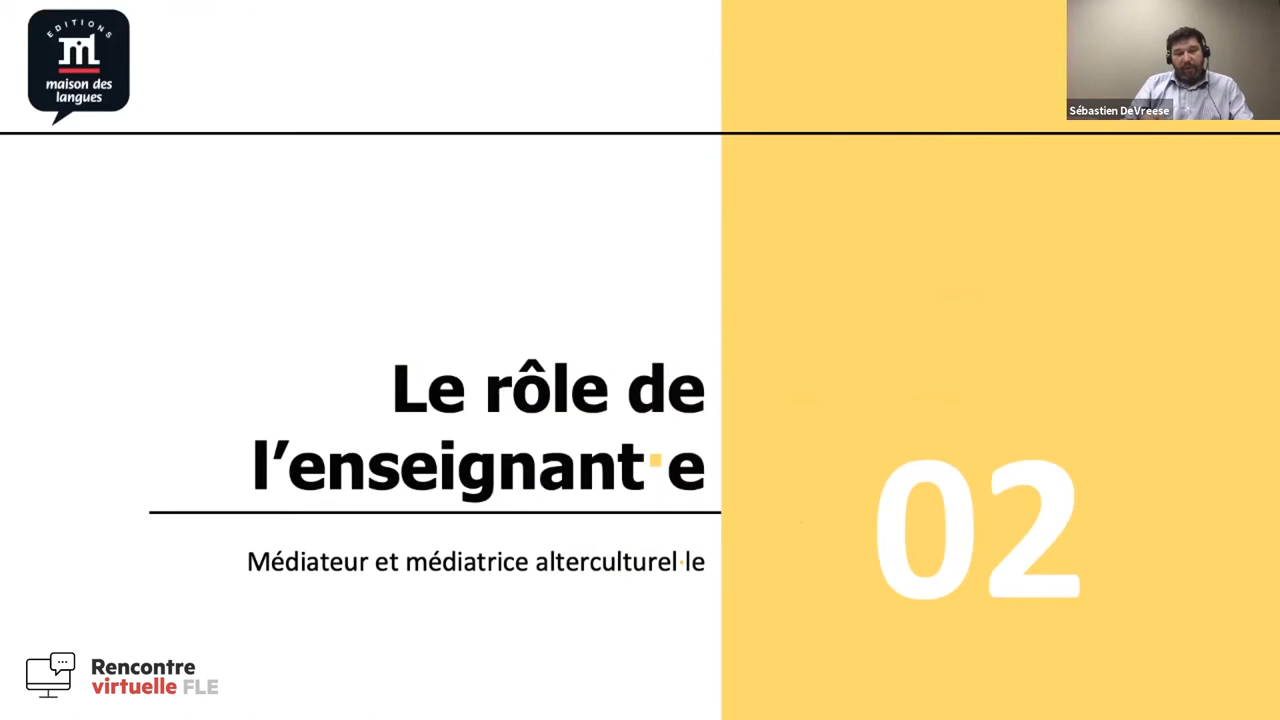 EDITIONS
maison des
langues
Sébastien DeVreese
Le rôle de
l’enseignant·e
Médiateur et médiatrice alterculturel·le
02
Rencontre
virtuelle FLE